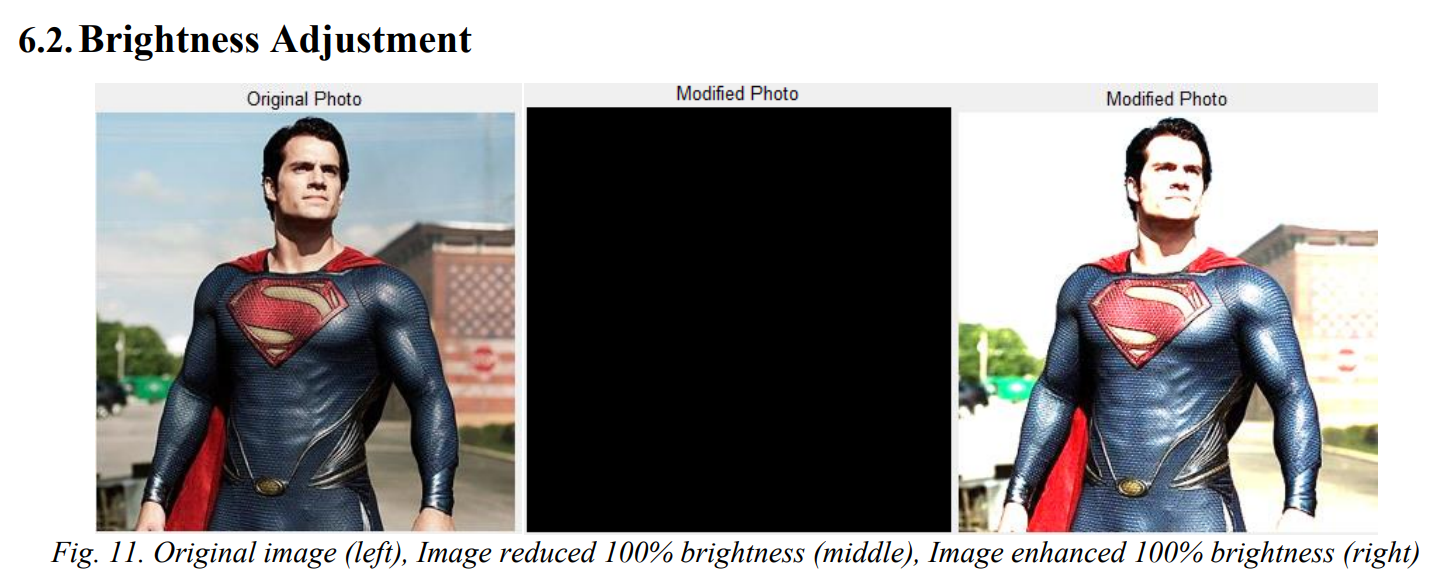 6.2. Brightness Adjustment
Original Photo
Modified Photo
Modified Photo
Fig. 11. Original image (left), Image reduced 100% brightness (middle), Image enhanced 100% brightness (right)